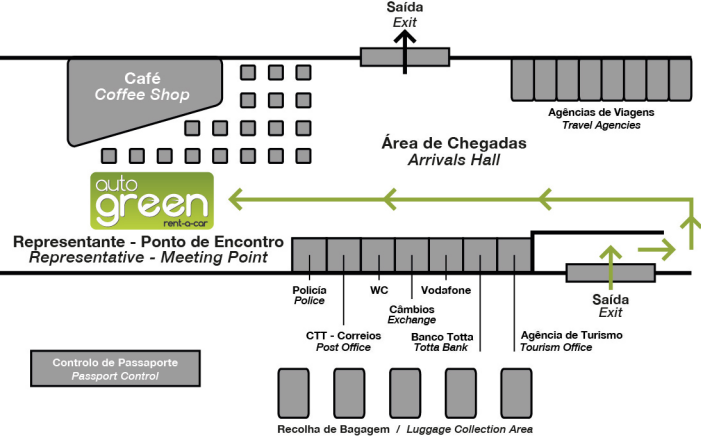 Saída
Exit
Café
Coffee Shop
Agências de Viagens
Travel Agencies
Área de Chegadas
Arrivals Hall
auto
green
rent-a-car
Representante - Ponto de Encontro
Representative - Meeting Point
Policía
Police
WC
Vodafone
Câmbios
Exchange
Saída
Exit
CTT - Correios
Post Office
Banco Totta
Totta Bank
Agência de Turismo
Tourism Office
Controlo de Passaporte
Passport Control
Recolha de Bagagem / Luggage Collection Area